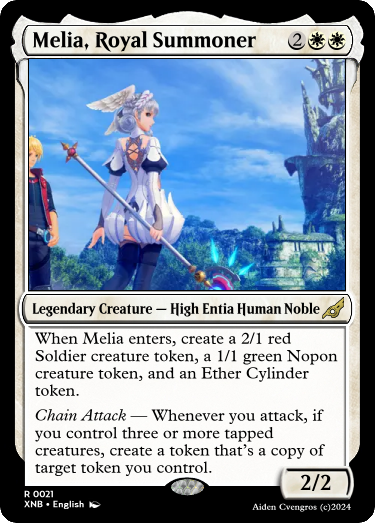 Melia, Royal Summoner 2
Legendary Creature — High Entia Human Noble
When Melia enters, create a 2/1 red
Soldier creature token, a 1/1 green Nopon
creature token, and an Ether Cylinder
token.
Chain Attack — Whenever you attack, if
you control three or more tapped
creatures, create a token that's a copy of
target token you control.
2/2
R 0021
XNB • English
Aiden Cvengros (c)2024